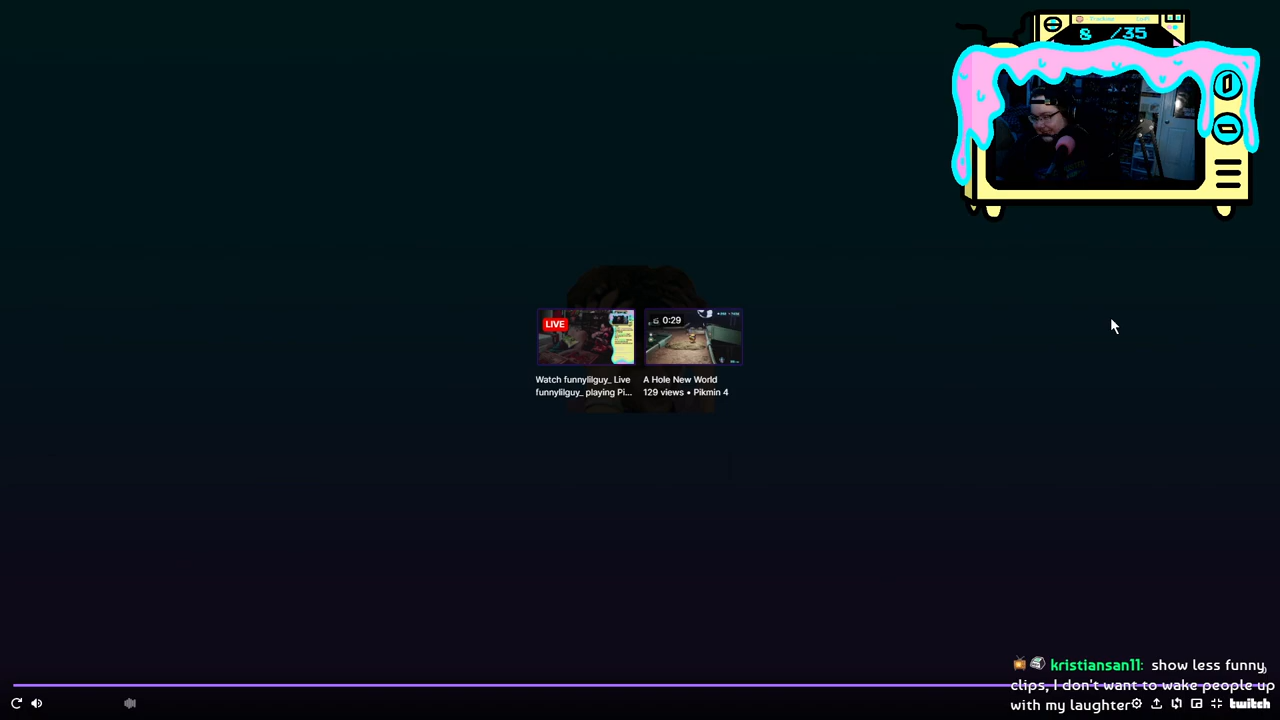 8 /35
LIVE
0:29
Watch funnylilguy_ Live
funnylilguy_ playing Pi...
A Hole New World
129 views • Pikmin 4
kristiansan11: show less funny
clips, I don't want to wake people up
with my laughter
twitch